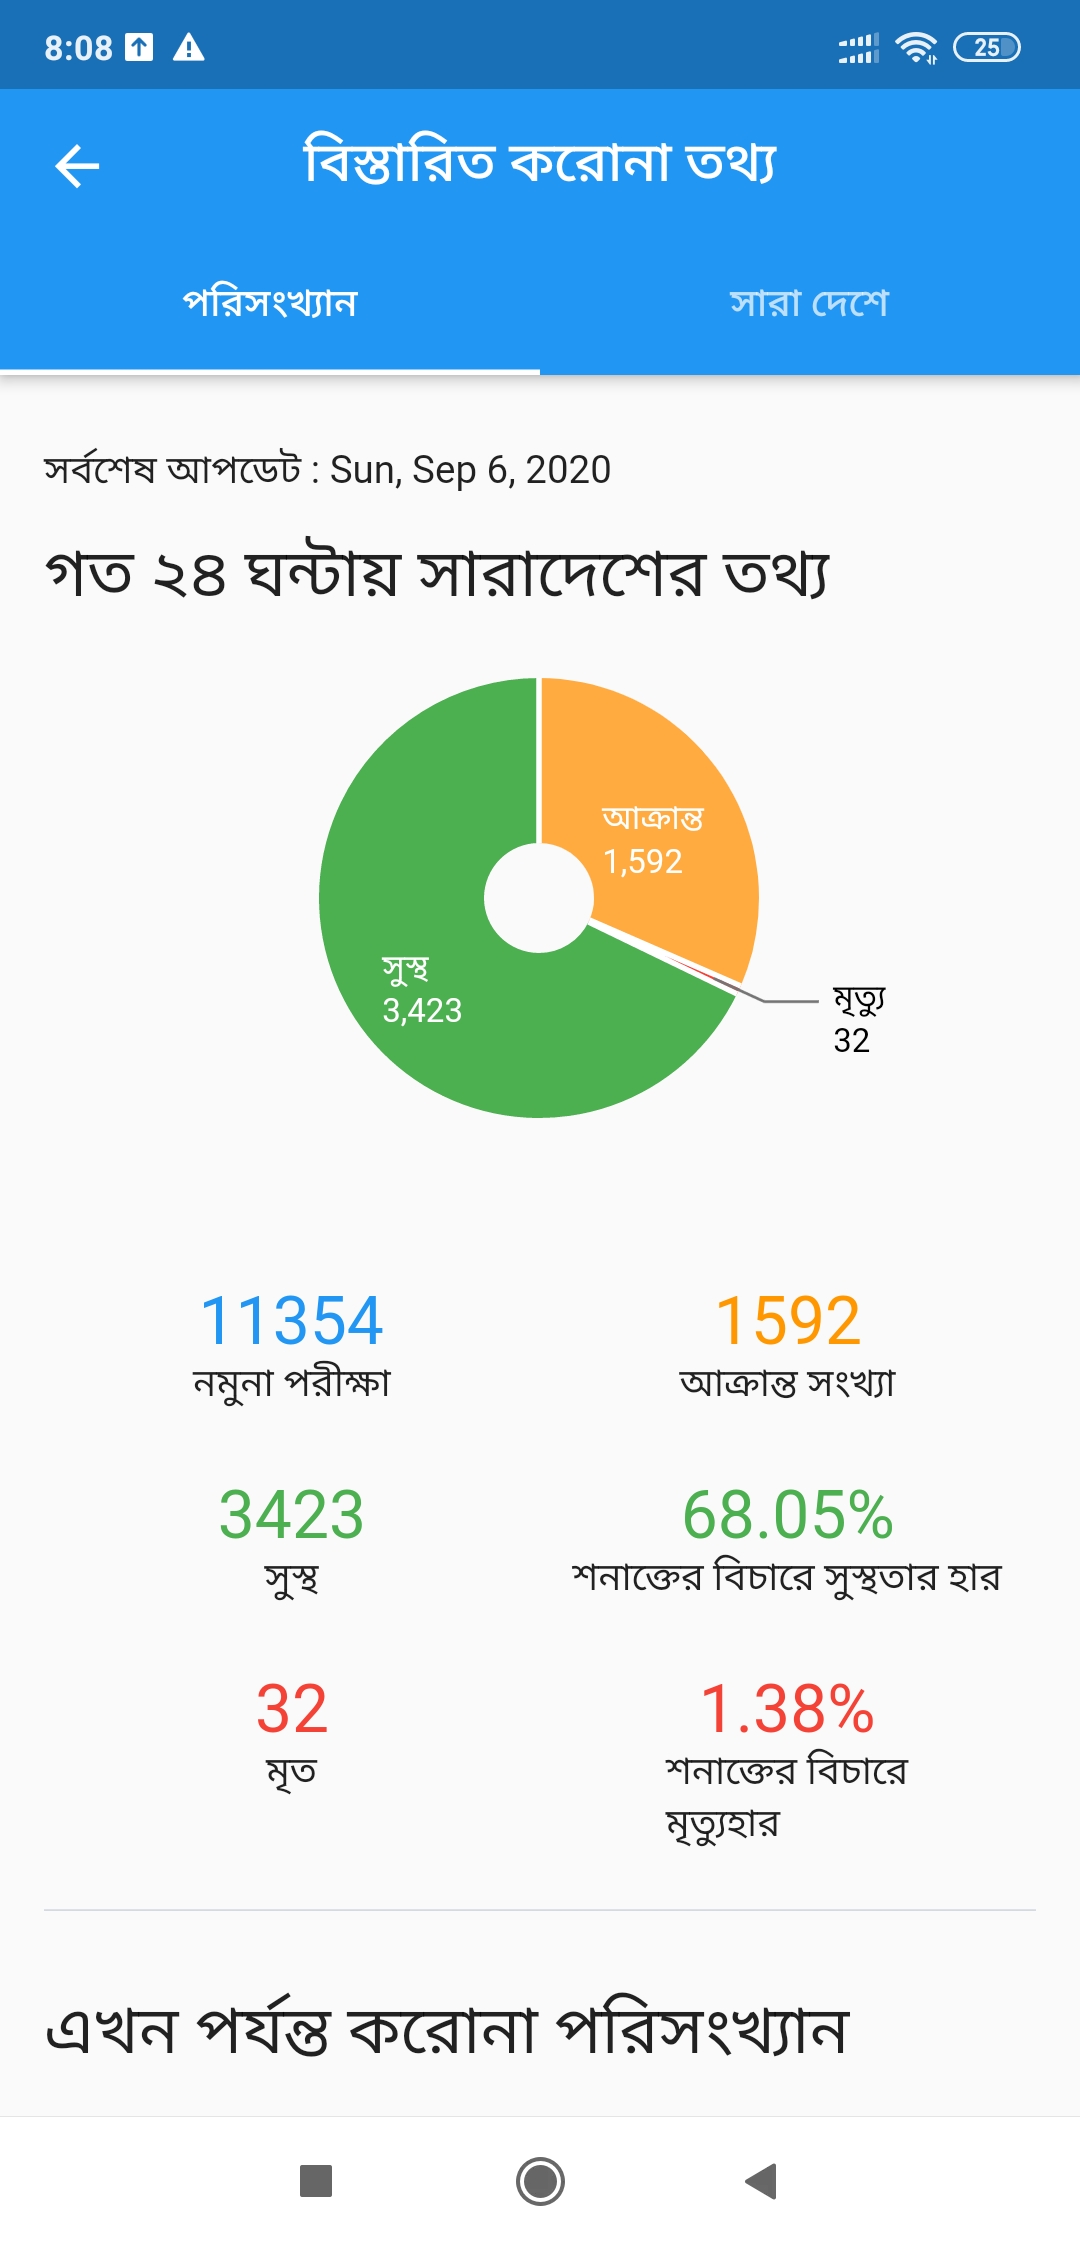 8:08
25
বিস্তারিত করোনা তথ্য
পরিসংখ্যান
সারা দেশে
সর্বশেষ আপডেট : Sun, Sep 6, 2020
গত ২৪ ঘন্টায় সারাদেশের তথ্য
আক্রান্ত
1,592
সুস্থ
3,423
মৃত্যু
32
11354
নমুনা পরীক্ষা
1592
আক্রান্ত সংখ্যা
3423
সুস্থ
68.05%
শনাক্তের বিচারে সুস্থতার হার
32
মৃত
1.38%
শনাক্তের বিচারে
মৃত্যুহার
এখন পর্যন্ত করোনা পরিসংখ্যান